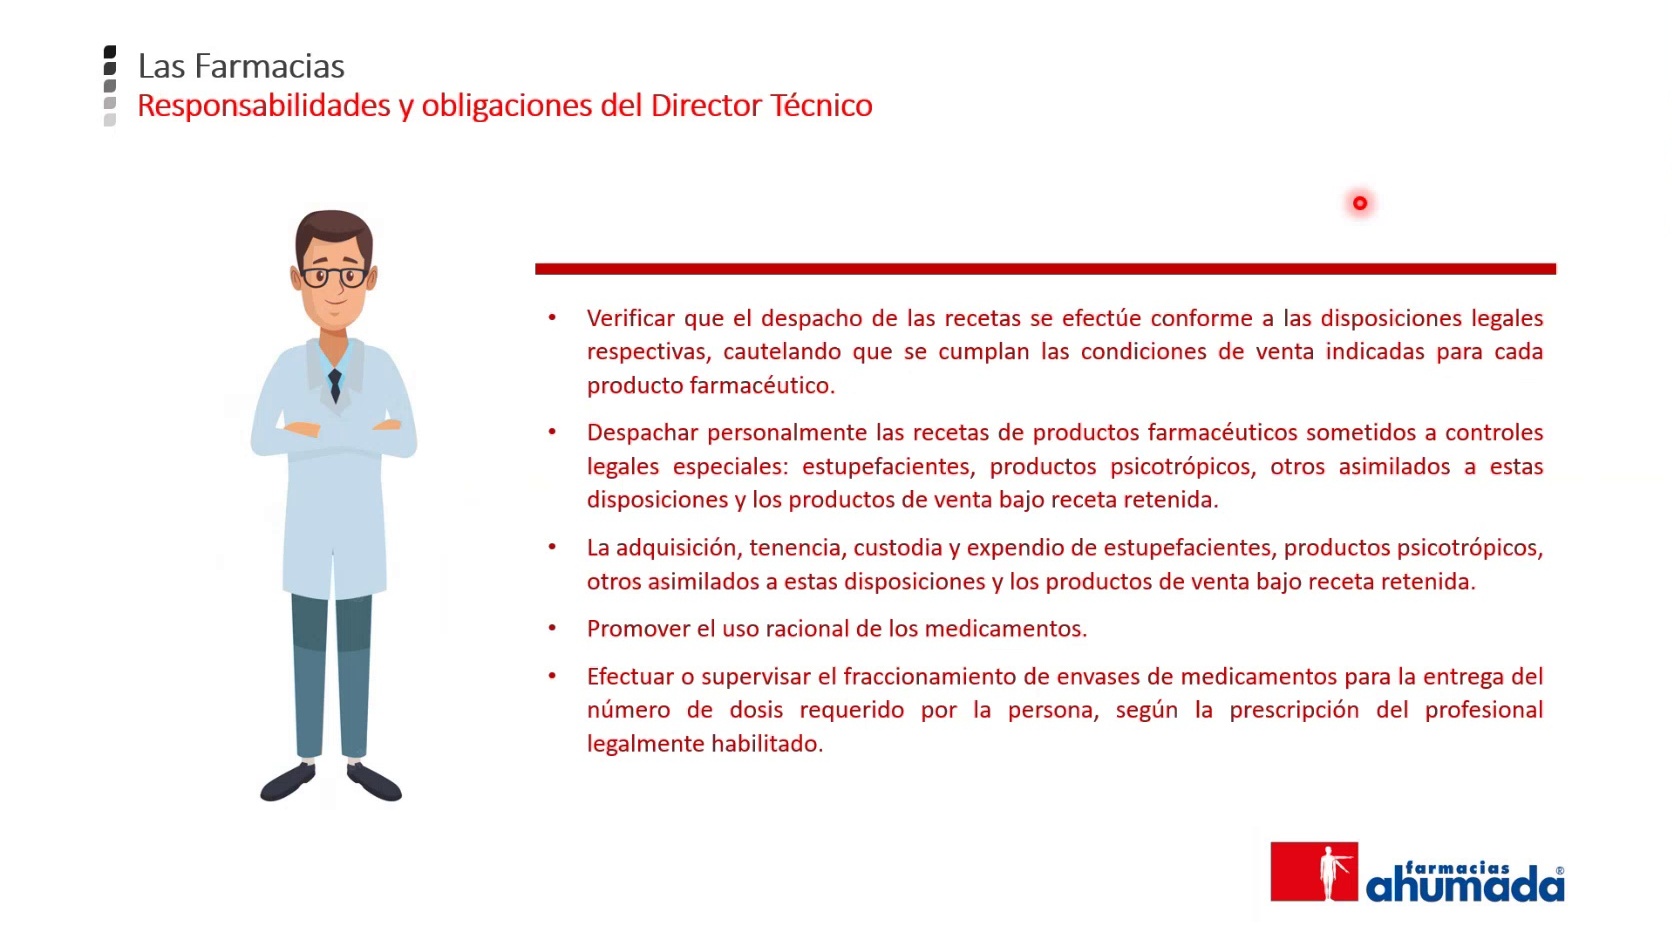 Las Farmacias
Responsabilidades y obligaciones del Director Técnico
• Verificar que el despacho de las recetas se efectúe conforme a las disposiciones legales
respectivas, cautelando que se cumplan las condiciones de venta indicadas para cada
producto farmacéutico.
• Despachar personalmente las recetas de productos farmacéuticos sometidos a controles
legales especiales: estupefacientes, productos psicotrópicos, otros asimilados a estas
disposiciones y los productos de venta bajo receta retenida.
• La adquisición, tenencia, custodia y expendio de estupefacientes, productos psicotrópicos,
otros asimilados a estas disposiciones y los productos de venta bajo receta retenida.
• Promover el uso racional de los medicamentos.
• Efectuar o supervisar el fraccionamiento de envases de medicamentos para la entrega del
número de dosis requerido por la persona, según la prescripción del profesional
legalmente habilitado.
farmacias
ahumada®